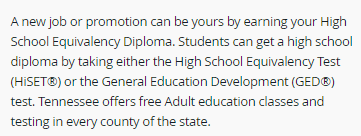 A new job or promotion can be yours by earning your High
School Equivalency Diploma. Students can get a high school
diploma by taking either the High School Equivalency Test
(HiSET®) or the General Education Development (GED®)
test. Tennessee offers free Adult education classes and
testing in every county of the state.